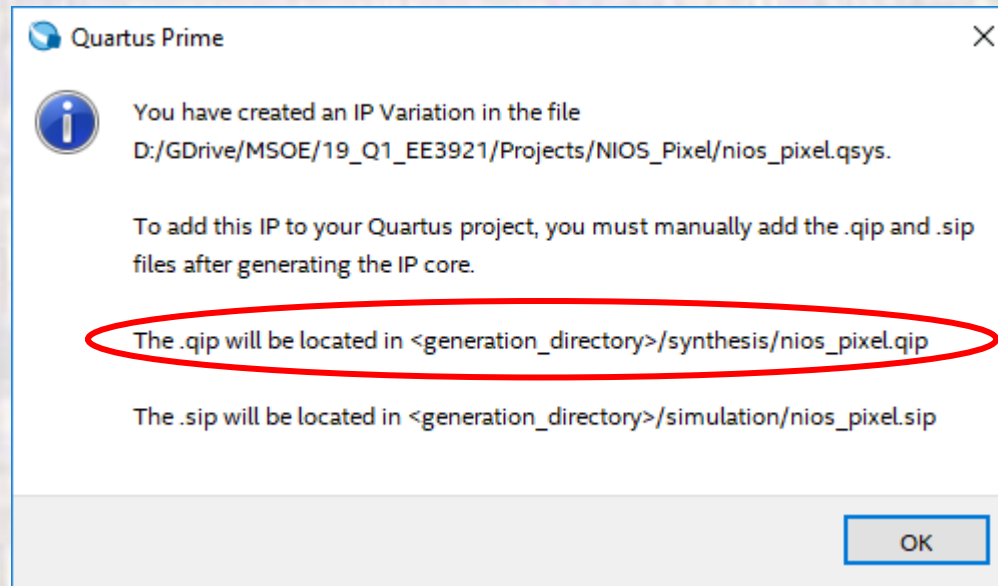 Quartus Prime
You have created an IP Variation in the file
D:/GDrive/MSOE/19_Q1_EE3921/Projects/NIOS_Pixel/nios_pixel.qsys.
To add this IP to your Quartus project, you must manually add the .qip and .sip
files after generating the IP core.
The .qip will be located in <generation_directory>/synthesis/nios_pixel.qip
The .sip will be located in <generation_directory>/simulation/nios_pixel.sip
OK